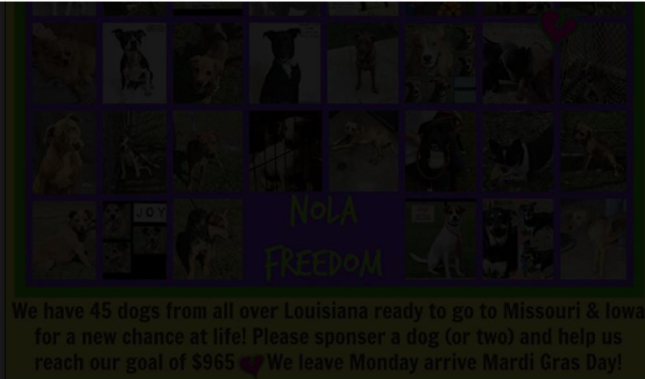 JOY
NOLA
FREEDOM
We have 45 dogs from all over Louisiana ready to go to Missouri & Iowa
for a new chance at life! Please sponser a dog (or two) and help us
reach our goal of $965 We leave Monday arrive Mardi Gras Day!